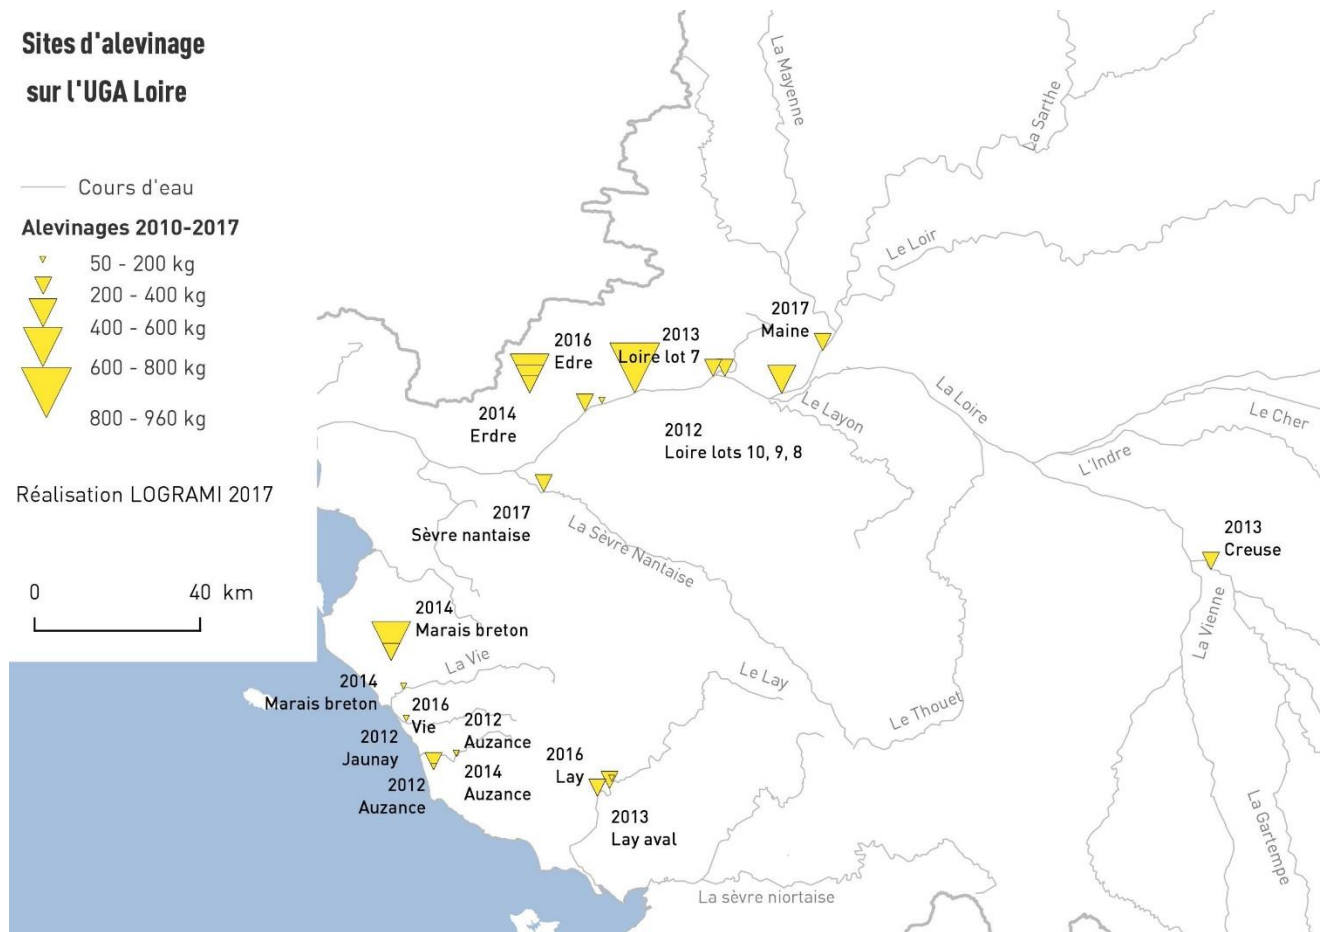 Sites d'alevinage
sur l'UGA Loire
Cours d'eau
Alevinages 2010-2017
50 - 200 kg
200 - 400 kg
400 - 600 kg
600 - 800 kg
800 - 960 kg
Réalisation LOGRAMI 2017
0 40 km
La Mayenne
La Sarthe
Le Loir
2017
Maine
2016
Edre
2013
Loire lot 7
2014
Erdre
2012
Loire lots 10, 9, 8
Le Layon
La Loire
Le Cher
L'Indre
2017
Sèvre nantaise
La Sèvre Nantaise
2013
Creuse
La Vienne
2014
Marais breton
La Vie
2014
Marais breton
2016
Vie
2012
Auzance
2012
Jaunay
2014
Auzance
2012
Auzance
Le Lay
Le Thouet
2016
Lay
2013
Lay aval
La Gartempe
La sèvre niortaise